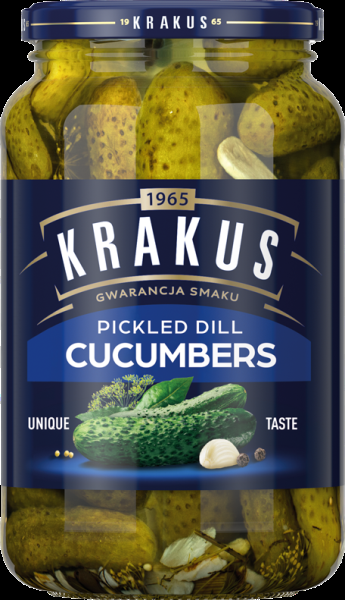 19 KRAKUS 65
1965
KRAKUS
GWARANCJA SMAKU
PICKLED DILL
CUCUMBERS
UNIQUE TASTE